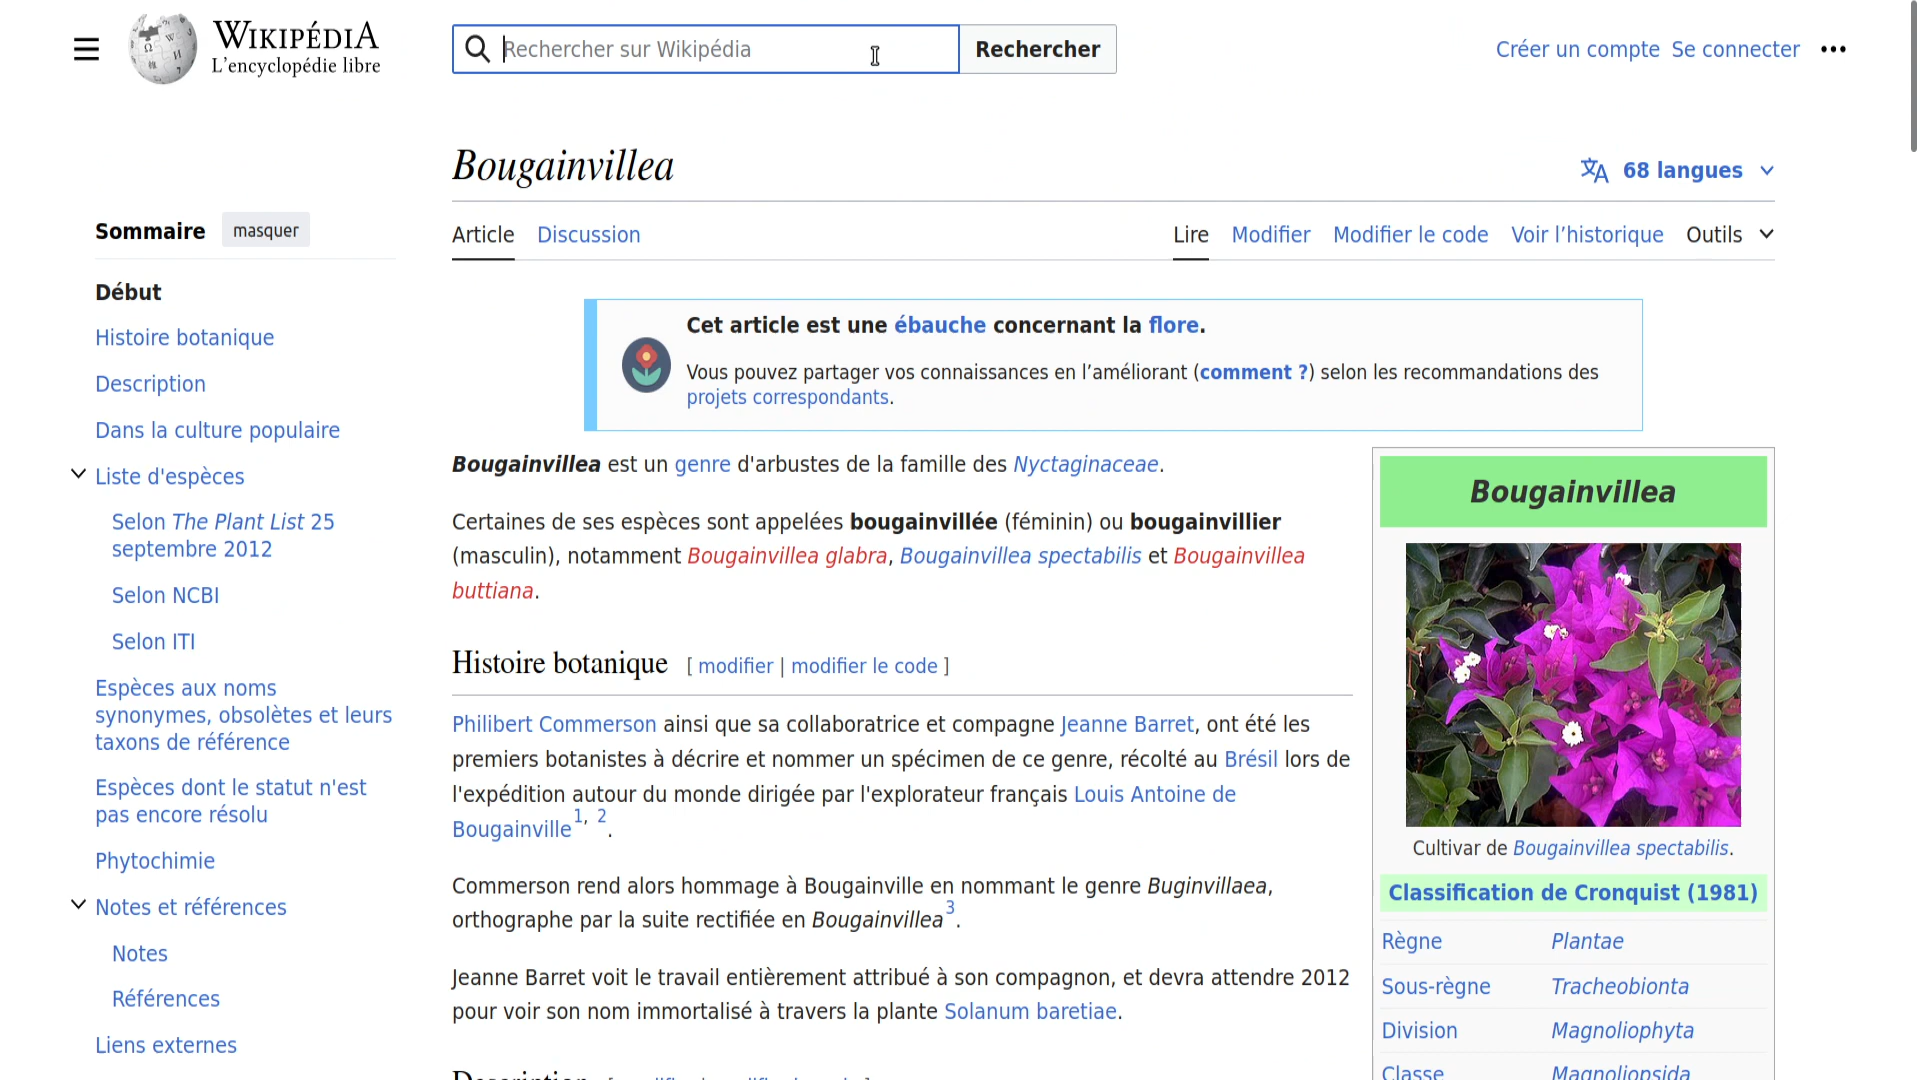 WIKIPÉDIA
L'encyclopédie libre
Rechercher sur Wikipédia
Rechercher
Créer un compte Se connecter
Bougainvillea
68 langues
Article Discussion
Lire Modifier Modifier le code Voir l’historique Outils
Sommaire masquer
Début
Histoire botanique
Description
Dans la culture populaire
Liste d'espèces
Selon The Plant List 25
septembre 2012
Selon NCBI
Selon ITI
Espèces aux noms
synonymes, obsolètes et leurs
taxons de référence
Espèces dont le statut n'est
pas encore résolu
Phytochimie
Notes et références
Notes
Références
Liens externes
Cet article est une ébauche concernant la flore.
Vous pouvez partager vos connaissances en l’améliorant (comment ?) selon les recommandations des
projets correspondants.
Bougainvillea est un genre d'arbustes de la famille des Nyctaginaceae.
Certaines de ses espèces sont appelées bougainvillée (féminin) ou bougainvillier
(masculin), notamment Bougainvillea glabra, Bougainvillea spectabilis et Bougainvillea
buttiana.
Histoire botanique [ modifier | modifier le code ]
Philibert Commerson ainsi que sa collaboratrice et compagne Jeanne Barret, ont été les
premiers botanistes à décrire et nommer un spécimen de ce genre, récolté au Brésil lors de
l'expédition autour du monde dirigée par l'explorateur français Louis Antoine de
Bougainville1, 2.
Commerson rend alors hommage à Bougainville en nommant le genre Buginvillaea,
orthographe par la suite rectifiée en Bougainvillea3.
Jeanne Barret voit le travail entièrement attribué à son compagnon, et devra attendre 2012
pour voir son nom immortalisé à travers la plante Solanum baretiae.
Description [ modifier | modifier le code ]
Bougainvillea
Cultivar de Bougainvillea spectabilis.
Classification de Cronquist (1981)
Règne Plantae
Sous-règne Tracheobionta
Division Magnoliophyta
Classe Magnoliopsida